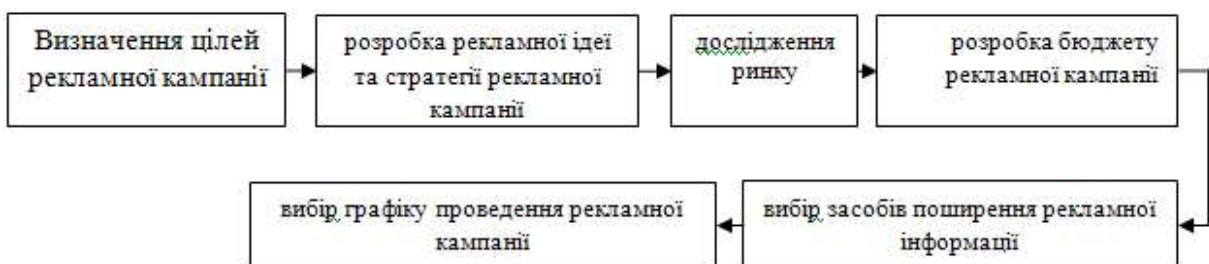 Визначення цілей
рекламної кампанії
розробка рекламної ідеї
та стратегії рекламної
кампанії
дослідження
ринку
розробка бюджету
рекламної кампанії
вибір засобів поширення рекламної
інформації
вибір графіку проведення рекламної
кампанії